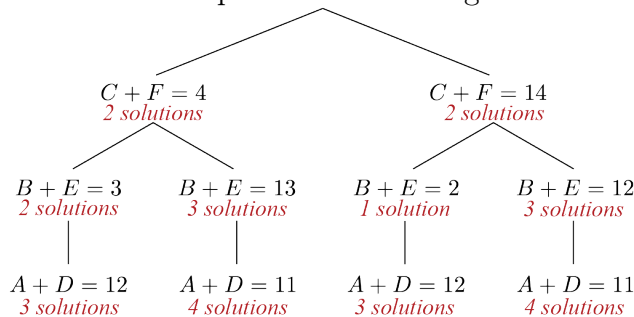 C + F = 4
2 solutions
C + F = 14
2 solutions
B + E = 3
2 solutions
B + E = 13
3 solutions
B + E = 2
1 solution
B + E = 12
3 solutions
A + D = 12
3 solutions
A + D = 11
4 solutions
A + D = 12
3 solutions
A + D = 11
4 solutions